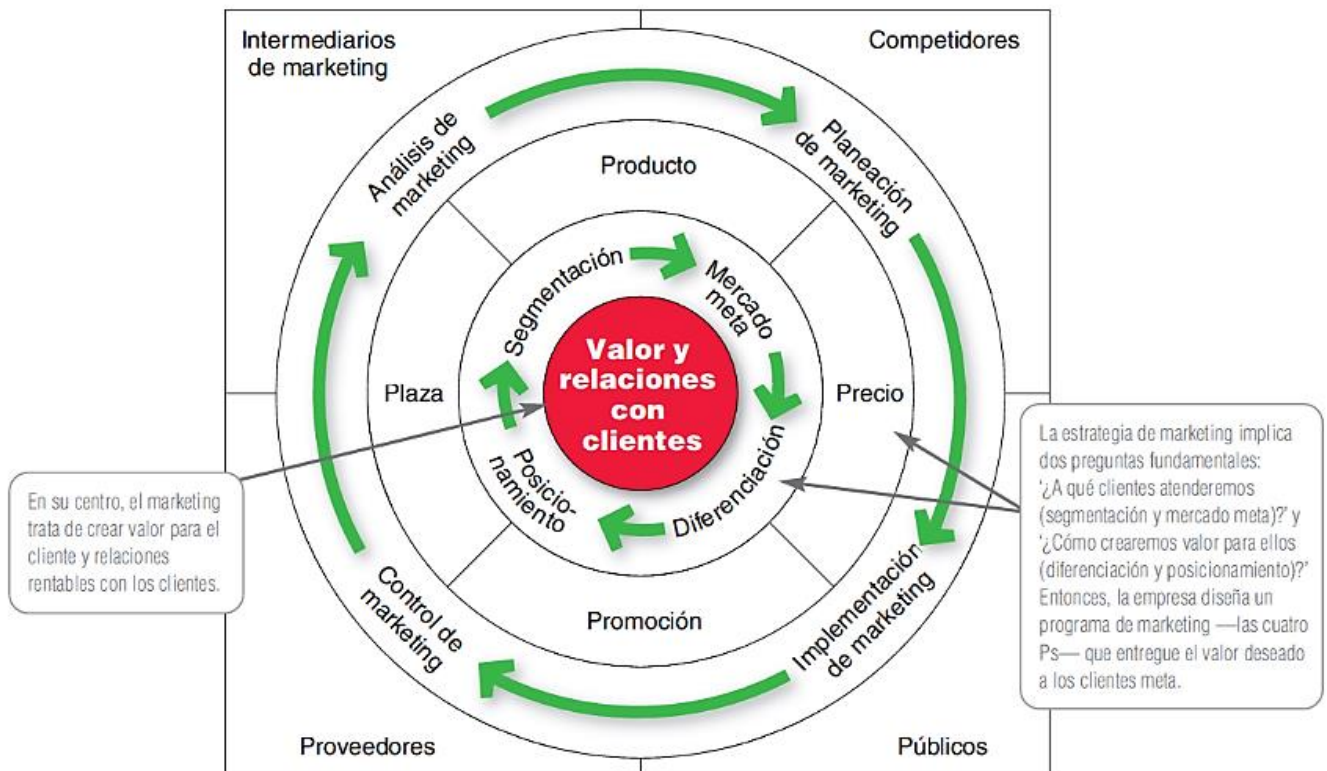 Intermediarios
de marketing
Competidores
Análisis de
marketing
Planeación
de marketing
Producto
Segmentación
Mercado
meta
Valor y
relaciones
con
clientes
Plaza
Precio
Posicio-
namiento
Diferenciación
En su centro, el marketing
trata de crear valor para el
cliente y relaciones
rentables con los clientes.
La estrategia de marketing implica
dos preguntas fundamentales:
‘¿A qué clientes atenderemos
(segmentación y mercado meta)?’ y
‘¿Cómo crearemos valor para ellos
(diferenciación y posicionamiento)?’
Entonces, la empresa diseña un
programa de marketing —las cuatro
Ps— que entregue el valor deseado
a los clientes meta.
Control de
marketing
Promoción
Implementación
de marketing
Proveedores
Públicos